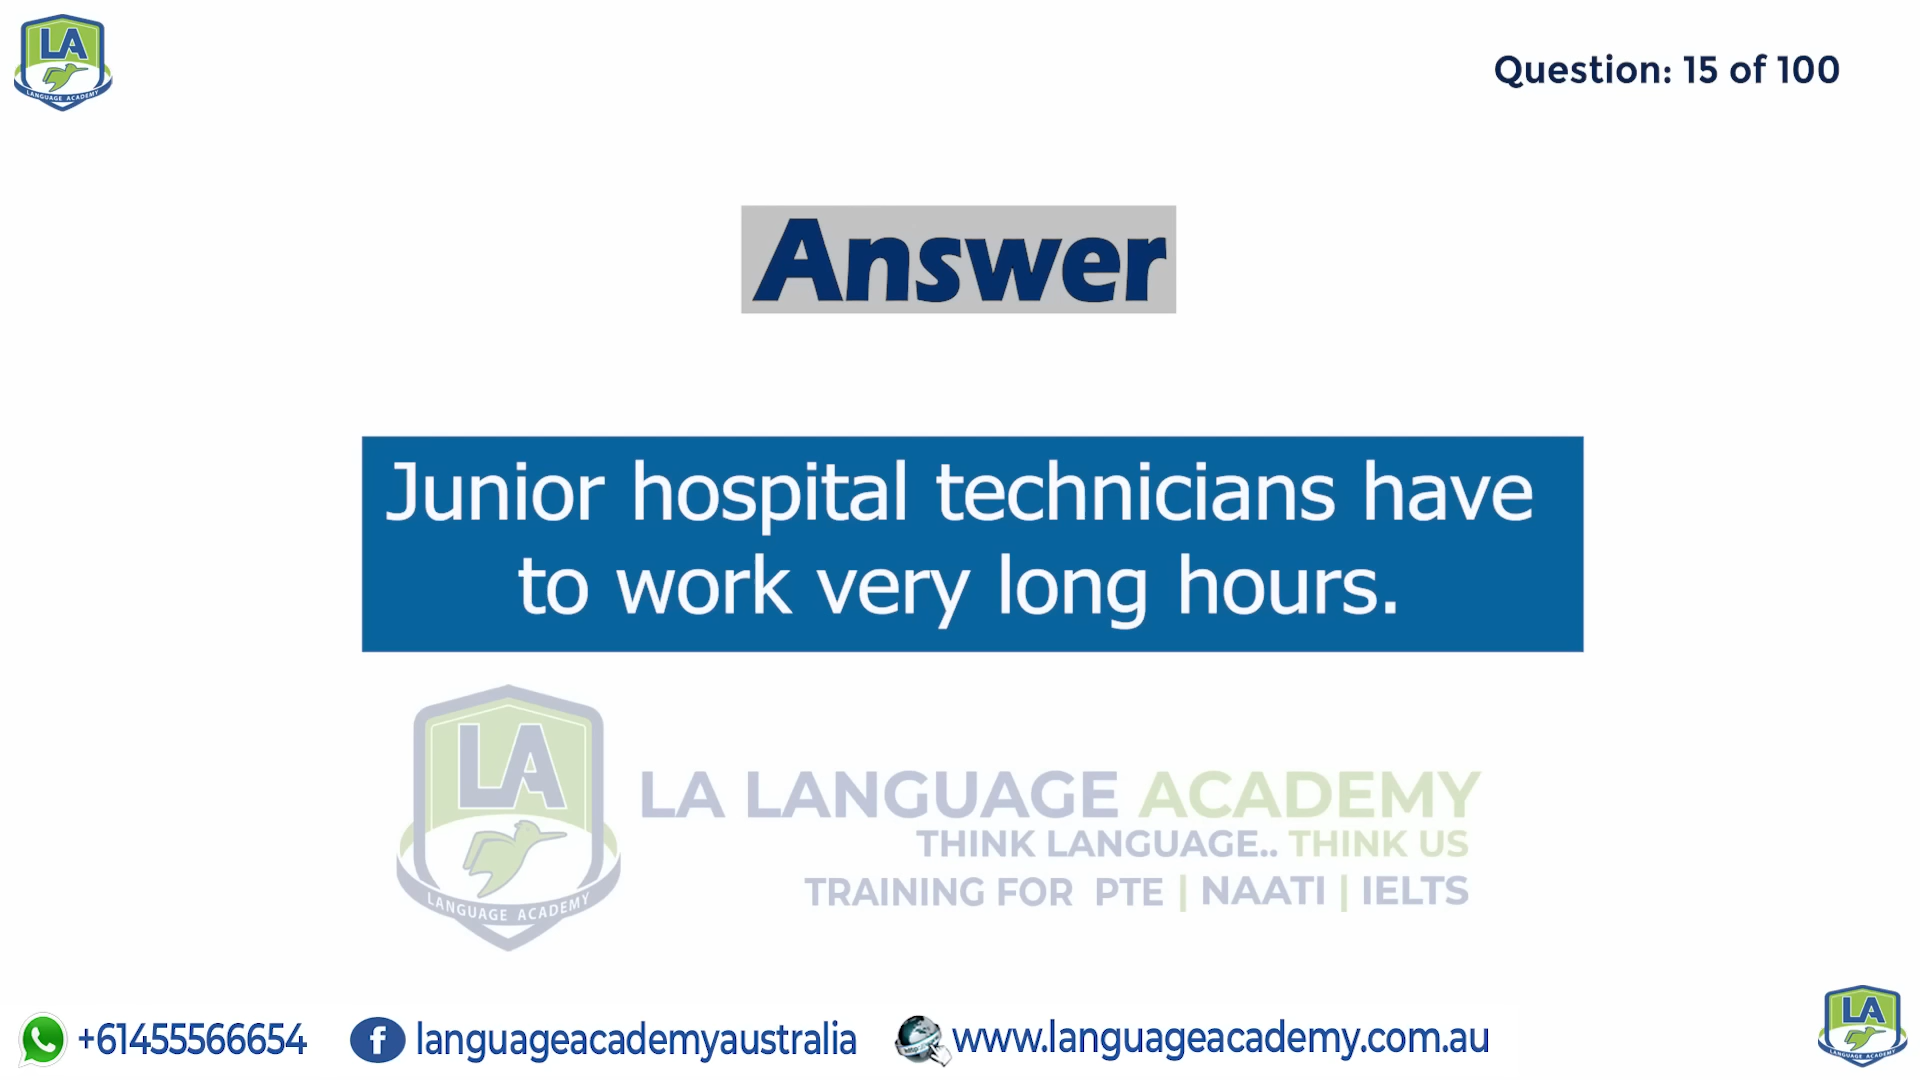 LA
LANGUAGE ACADEMY
Question: 15 of 100
Answer
Junior hospital technicians have
to work very long hours.
LA
LANGUAGE ACADEMY
LA LANGUAGE ACADEMY
THINK LANGUAGE.. THINK US
TRAINING FOR PTE | NAATI | IELTS
+61455566654
f languageacademyaustralia
www.languageacademy.com.au
LA
LANGUAGE ACADEMY